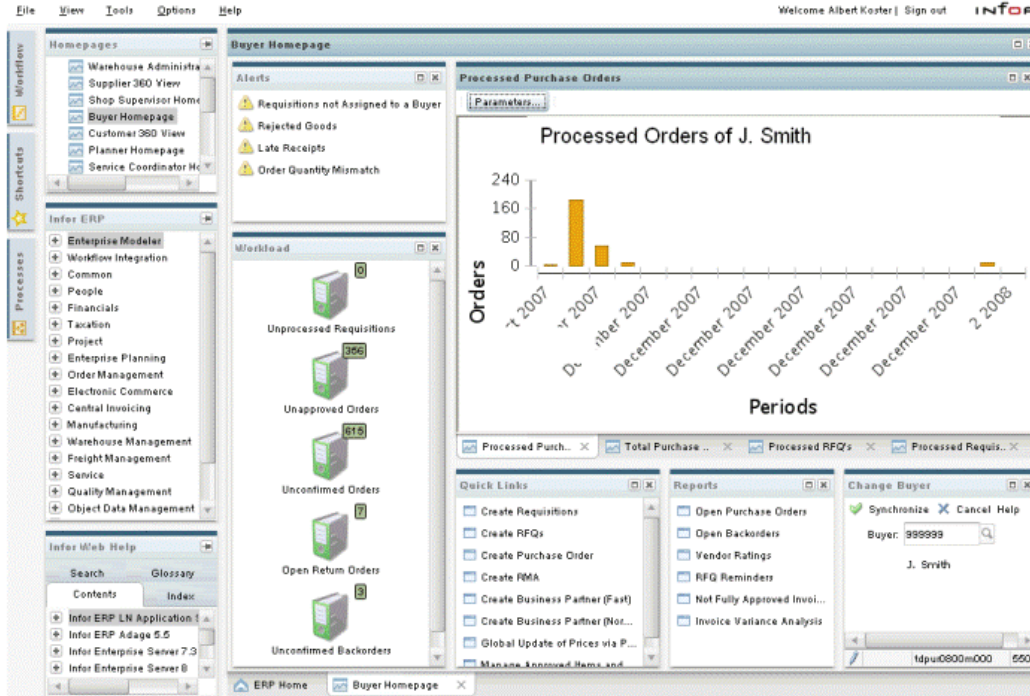 File View Tools Options Help
Welcome Albert Koster | Sign out
infor
Workflow
Shortcuts
Processes
Homepages
Warehouse Administra
Supplier 360 View
Shop Supervisor Home
Buyer Homepage
Customer 360 View
Planner Homepage
Service Coordinator Ho
Infor ERP
Enterprise Modeler
Workflow Integration
Common
People
Financials
Taxation
Project
Enterprise Planning
Order Management
Electronic Commerce
Central Invoicing
Manufacturing
Warehouse Management
Freight Management
Service
Quality Management
Object Data Management
Infor Web Help
Search Glossary
Contents Index
Infor ERP LN Application
Infor ERP Adage 5.5
Infor Enterprise Server 7.3
Infor Enterprise Server 8
Buyer Homepage
Alerts
Requisitions not Assigned to a Buyer
Rejected Goods
Late Receipts
Order Quantity Mismatch
Workload
0
Unprocessed Requisitions
356
Unapproved Orders
615
Unconfirmed Orders
7
Open Return Orders
3
Unconfirmed Backorders
Processed Purchase Orders
Parameters...
Processed Orders of J. Smith
240
160
80
0
Orders
2007
2007
2007
December 2007
December 2007
December 2007
December 2007
December 2007
December 2007
2 2008
Periods
Processed Purch.. Total Purchase .. Processed RFQ's Processed Requis..
Quick Links
Create Requisitions
Create RFQs
Create Purchase Order
Create RMA
Create Business Partner (Fast)
Create Business Partner (Nor...
Global Update of Prices via P...
Manage Approved Items and
Reports
Open Purchase Orders
Open Backorders
Vendor Ratings
RFQ Reminders
Not Fully Approved Invoi...
Invoice Variance Analysis
Change Buyer
Synchronize Cancel Help
Buyer: 999999
J. Smith
tdpur0800m000 550
ERP Home Buyer Homepage